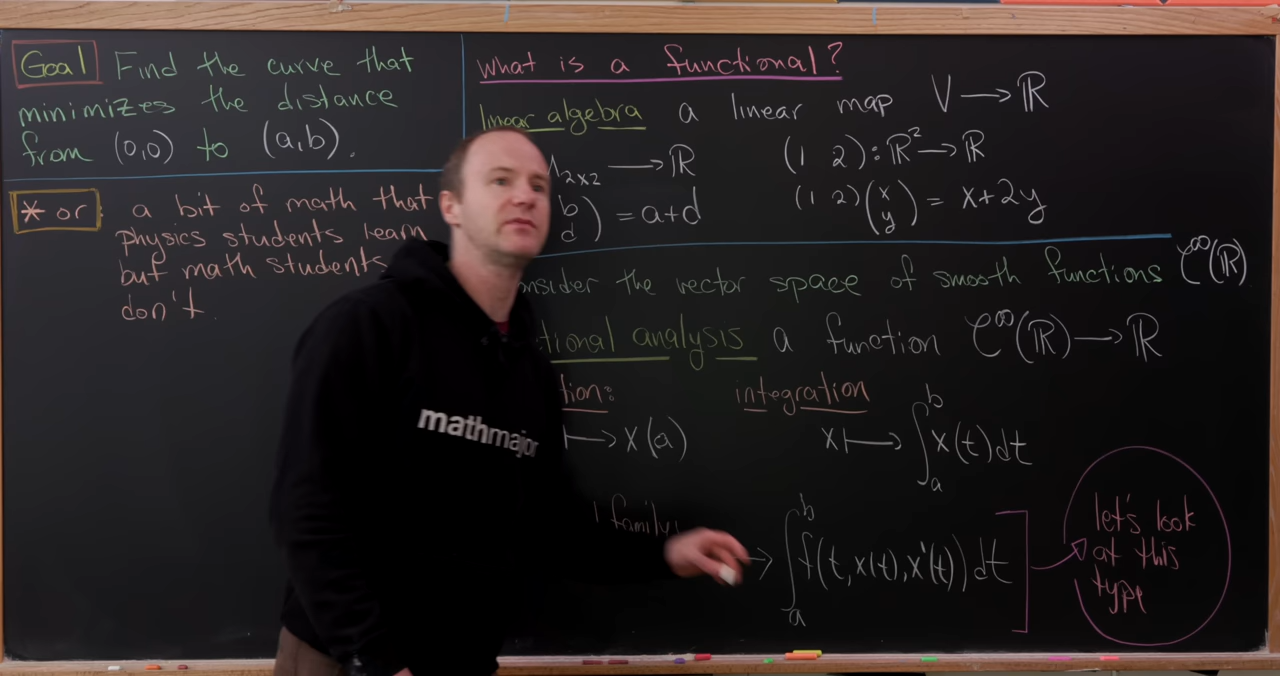 Goal Find the curve that
minimizes the distance
from (0,0) to (a,b).
* or: a bit of math that
physics students learn
but math students
don't.
What is a functional?
linear algebra a linear map V → ℝ
2x2 → ℝ
b
d) = a+d
(1 2): ℝ² → ℝ
(1 2)(x y) = x+2y
the vector space of smooth functions C^∞(ℝ)
analysis a function C^∞(ℝ) → ℝ
↦ x(a)
integration
x ↦ ∫_a^b x(t)dt
family
→ ∫_a^b f(t,x(t),x'(t))dt
let's look
at this
type
mathmajor